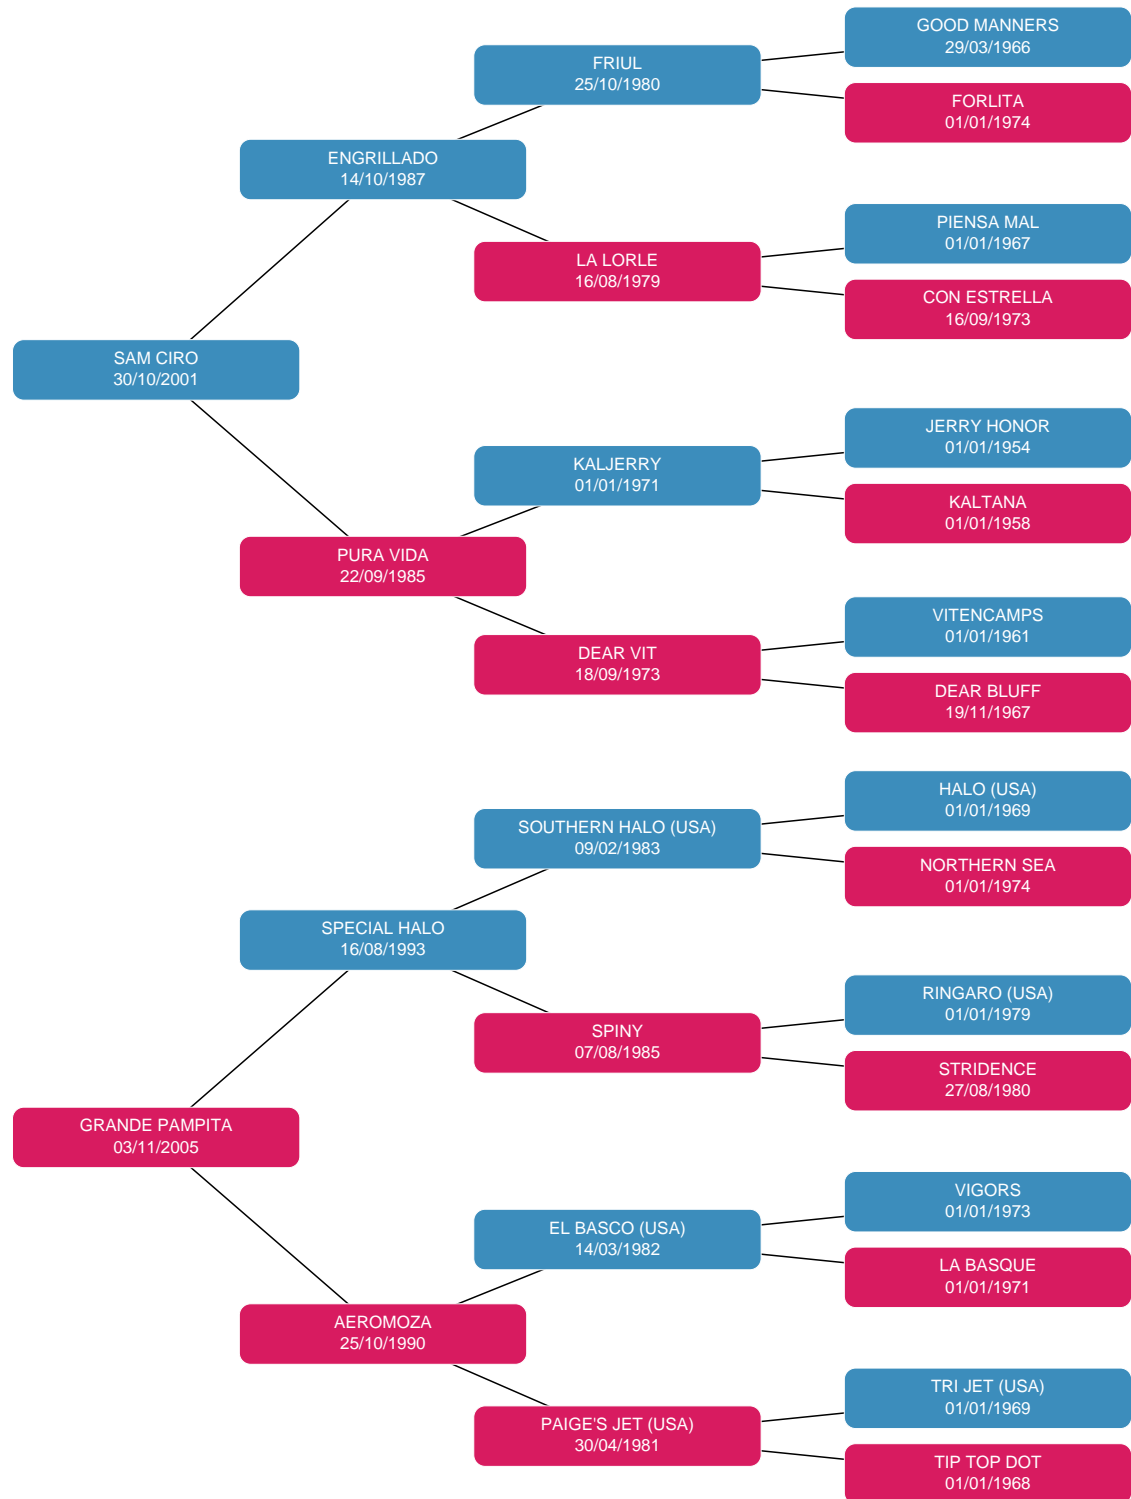 GOOD MANNERS
29/03/1966
FRIUL
25/10/1980
FORLITA
01/01/1974
ENGRILLADO
14/10/1987
PIENSA MAL
01/01/1967
LA LORLE
16/08/1979
CON ESTRELLA
16/09/1973
SAM CIRO
30/10/2001
JERRY HONOR
01/01/1954
KALJERRY
01/01/1971
KALTANA
01/01/1958
PURA VIDA
22/09/1985
VITENCAMPS
01/01/1961
DEAR VIT
18/09/1973
DEAR BLUFF
19/11/1967
HALO (USA)
01/01/1969
SOUTHERN HALO (USA)
09/02/1983
NORTHERN SEA
01/01/1974
SPECIAL HALO
16/08/1993
RINGARO (USA)
01/01/1979
SPINY
07/08/1985
STRIDENCE
27/08/1980
GRANDE PAMPITA
03/11/2005
VIGORS
01/01/1973
EL BASCO (USA)
14/03/1982
LA BASQUE
01/01/1971
AEROMOZA
25/10/1990
TRI JET (USA)
01/01/1969
PAIGE'S JET (USA)
30/04/1981
TIP TOP DOT
01/01/1968